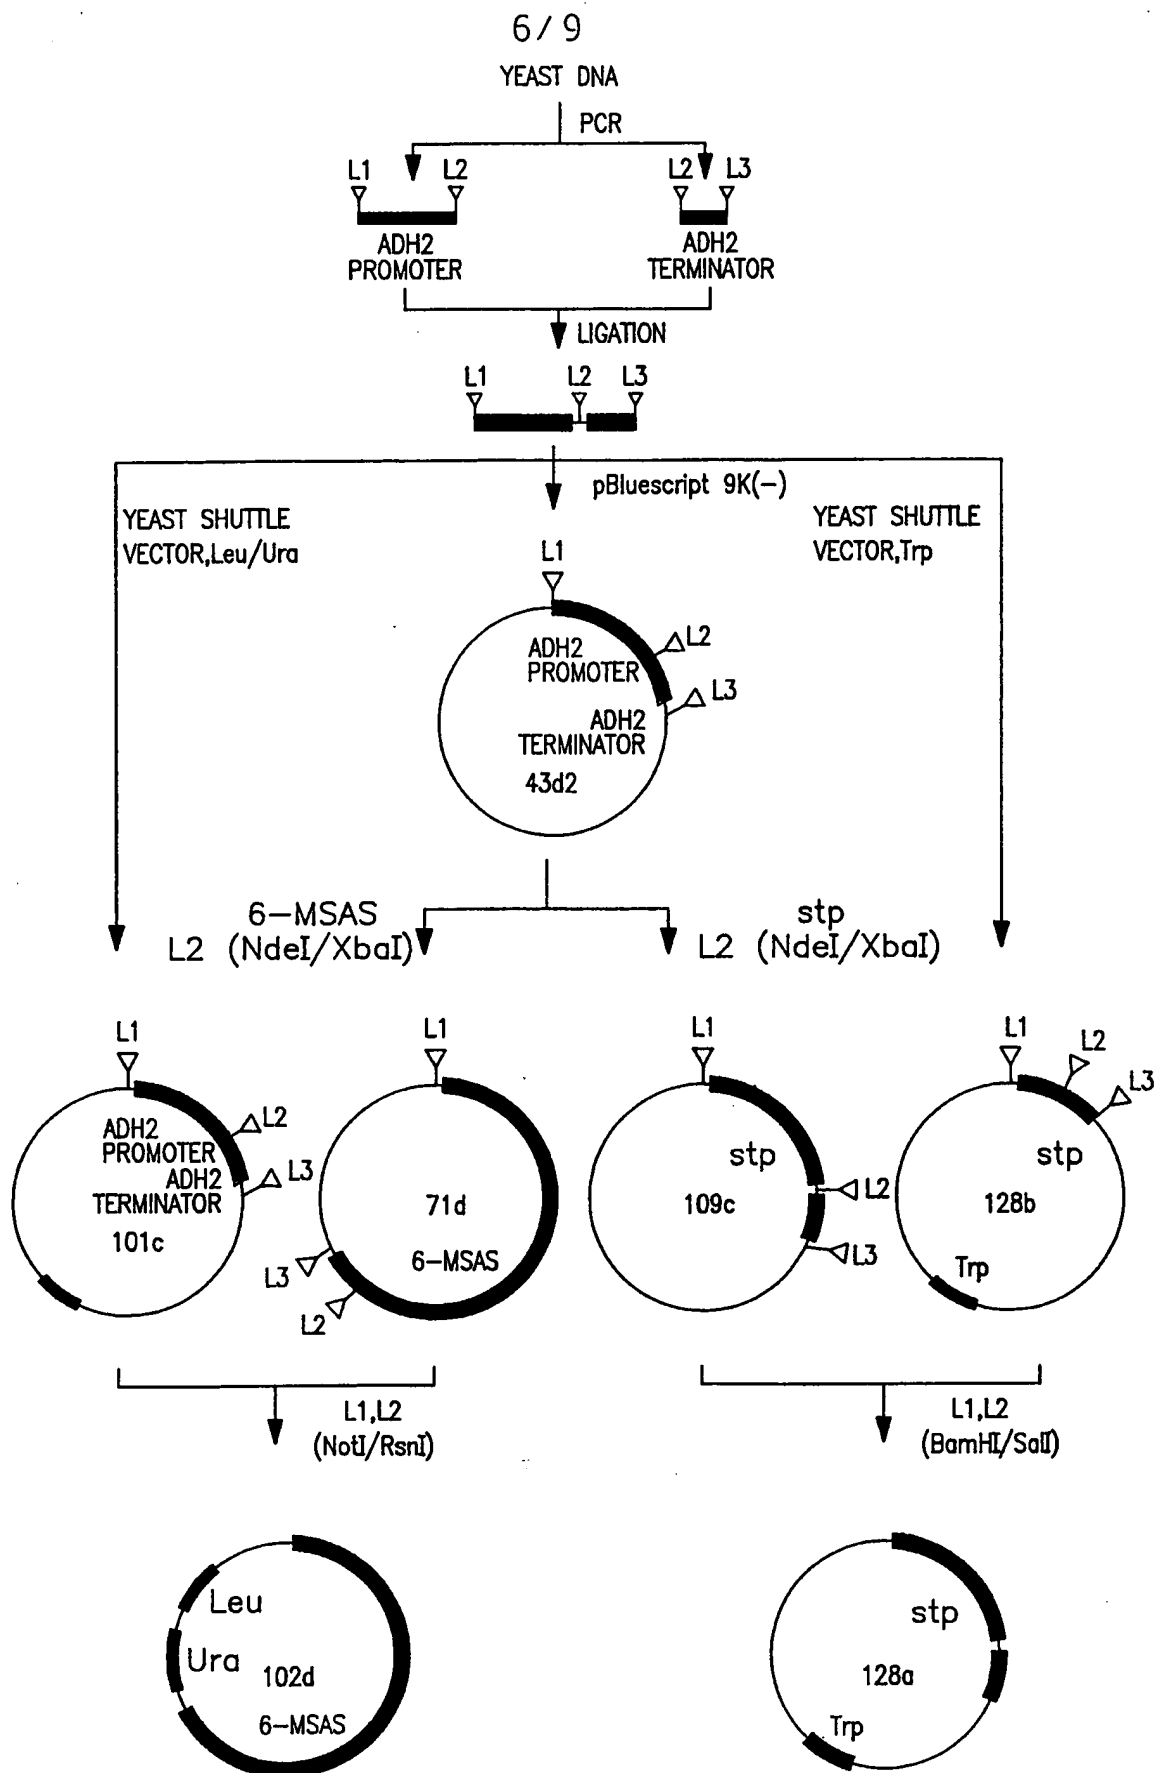 6/9
YEAST DNA
PCR
L1 L2 L2 L3
ADH2
PROMOTER
ADH2
TERMINATOR
LIGATION
L1 L2 L3
pBluescript 9K(-)
YEAST SHUTTLE
VECTOR,Leu/Ura
YEAST SHUTTLE
VECTOR,Trp
L1
ADH2
PROMOTER
L2
L3
ADH2
TERMINATOR
43d2
6-MSAS
L2 (NdeI/XbaI)
stp
L2 (NdeI/XbaI)
L1
ADH2
PROMOTER
L2
ADH2
TERMINATOR
L3
101c
L1
71d
6-MSAS
L3
L2
L1
stp
109c
L2
L3
L1
L2
L3
stp
128b
Trp
L1,L2
(NotI/RsnI)
L1,L2
(BamHI/SalI)
Leu
Ura
102d
6-MSAS
stp
128a
Trp